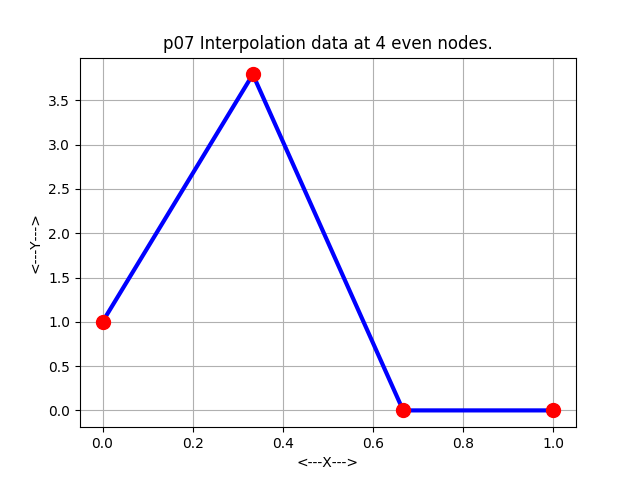 p07 Interpolation data at 4 even nodes.
<---Y--->
3.5
3.0
2.5
2.0
1.5
1.0
0.5
0.0
0.0 0.2 0.4 0.6 0.8 1.0
<---X--->